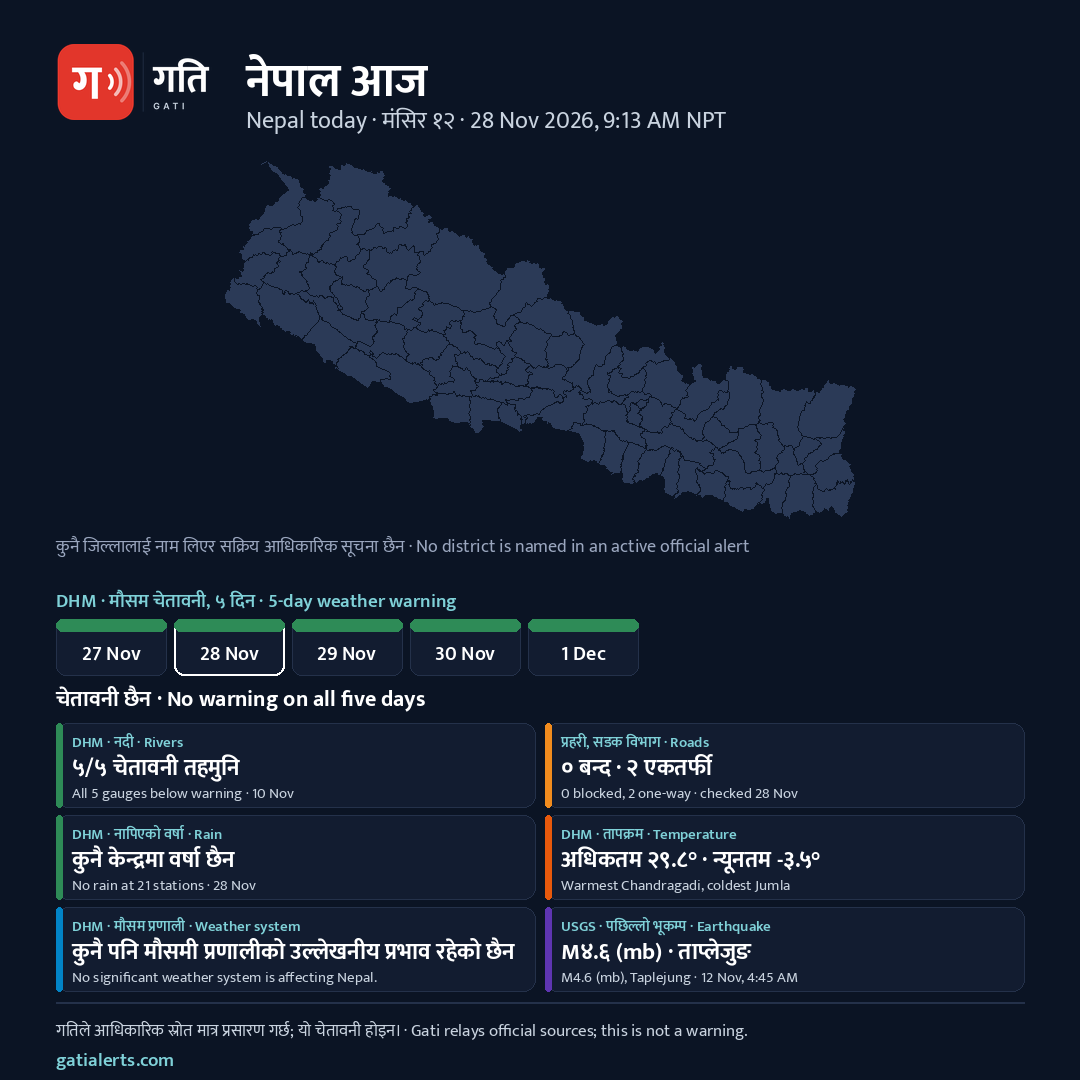 ग
गति
GATI
नेपाल आज
Nepal today · मंसिर १२ · 28 Nov 2026, 9:13 AM NPT
कुनै जिल्लालाई नाम लिएर सक्रिय आधिकारिक सूचना छैन · No district is named in an active official alert
DHM · मौसम चेतावनी, ५ दिन · 5-day weather warning
27 Nov
28 Nov
29 Nov
30 Nov
1 Dec
चेतावनी छैन · No warning on all five days
DHM · नदी · Rivers
५/५ चेतावनी तहमुनि
All 5 gauges below warning · 10 Nov
प्रहरी, सडक विभाग · Roads
० बन्द · २ एकतर्फी
0 blocked, 2 one-way · checked 28 Nov
DHM · नापिएको वर्षा · Rain
कुनै केन्द्रमा वर्षा छैन
No rain at 21 stations · 28 Nov
DHM · तापक्रम · Temperature
अधिकतम २९.८° · न्यूनतम -३.५°
Warmest Chandragadi, coldest Jumla
DHM · मौसम प्रणाली · Weather system
कुनै पनि मौसमी प्रणालीको उल्लेखनीय प्रभाव रहेको छैन
No significant weather system is affecting Nepal.
USGS · पछिल्लो भूकम्प · Earthquake
M४.६ (mb) · ताप्लेजुङ
M4.6 (mb), Taplejung · 12 Nov, 4:45 AM
गतिले आधिकारिक स्रोत मात्र प्रसारण गर्छ; यो चेतावनी होइन। · Gati relays official sources; this is not a warning.
gatialerts.com